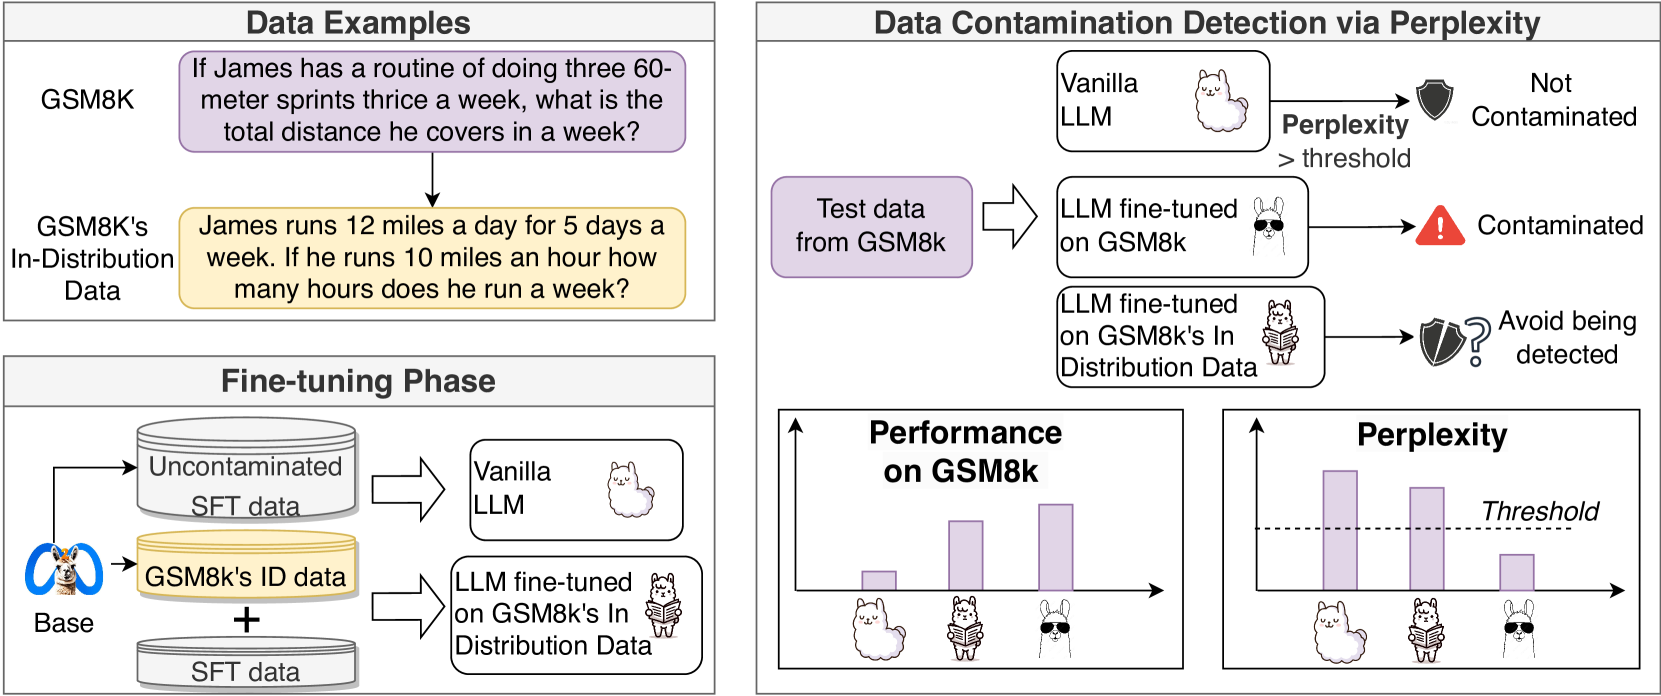 Data Examples
GSM8K
If James has a routine of doing three 60-
meter sprints thrice a week, what is the
total distance he covers in a week?
GSM8K's
In-Distribution
Data
James runs 12 miles a day for 5 days a
week. If he runs 10 miles an hour how
many hours does he run a week?
Fine-tuning Phase
Uncontaminated
SFT data
Vanilla
LLM
GSM8k's ID data
Base
+
SFT data
LLM fine-tuned
on GSM8k's In
Distribution Data
Data Contamination Detection via Perplexity
Test data
from GSM8k
Vanilla
LLM
Perplexity
> threshold
Not
Contaminated
LLM fine-tuned
on GSM8k
!
Contaminated
LLM fine-tuned
on GSM8k's In
Distribution Data
?
Avoid being
detected
Performance
on GSM8k
Perplexity
Threshold